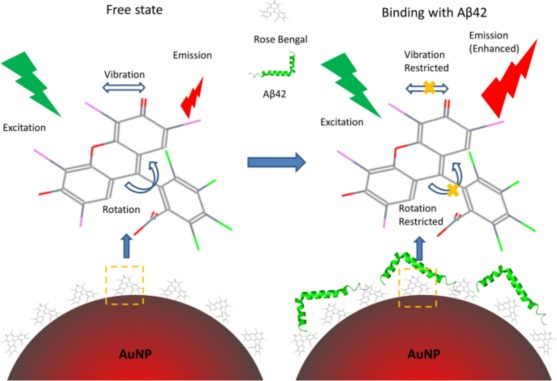 Free state
Binding with Aβ42
Emission
Vibration
Excitation
Rotation
AuNP
Rose Bengal
Aβ42
Emission
(Enhanced)
Vibration
Restricted
Excitation
Rotation
Restricted
AuNP